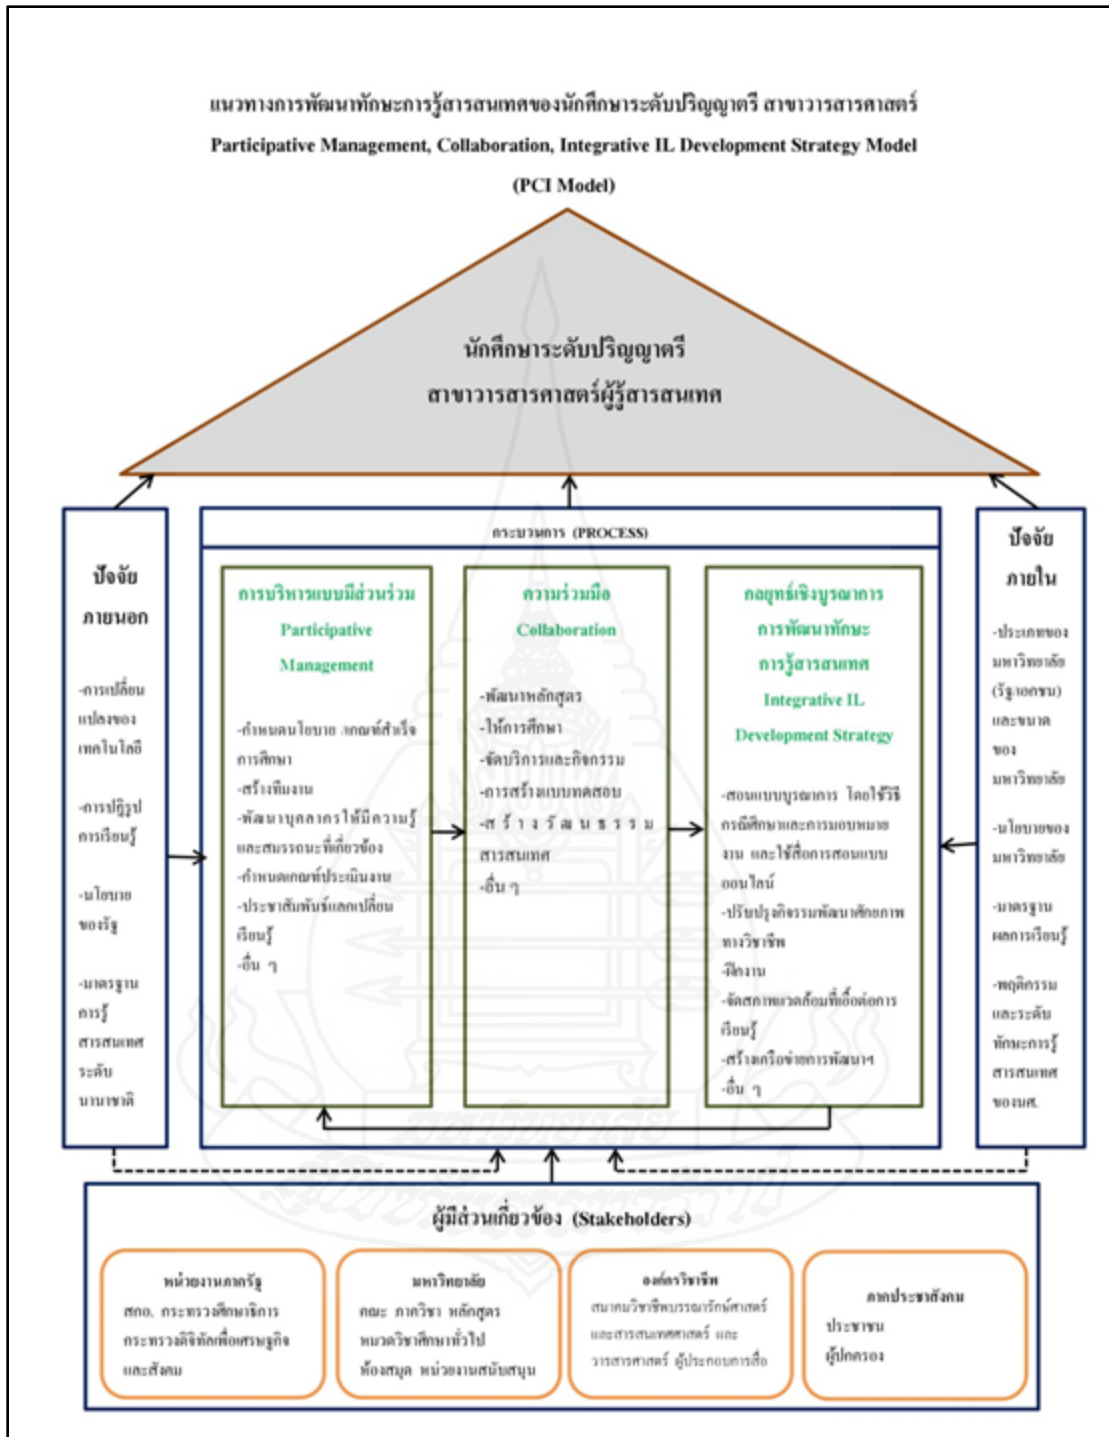 แนวทางการพัฒนาทักษะการรู้สารสนเทศของนักศึกษาระดับปริญญาตรี สาขาวารสารศาสตร์
Participative Management, Collaboration, Integrative IL Development Strategy Model
(PCI Model)
นักศึกษาระดับปริญญาตรี
สาขาวารสารศาสตร์ผู้รู้สารสนเทศ
ปัจจัย
ภายนอก
-การเปลี่ยน
แปลงของ
เทคโนโลยี
-การปฏิรูป
การเรียนรู้
-นโยบาย
ของรัฐ
-มาตรฐาน
การรู้
สารสนเทศ
ระดับ
นานาชาติ
กระบวนการ (PROCESS)
การบริหารแบบมีส่วนร่วม
Participative
Management
-กำหนดนโยบาย /เกณฑ์สำเร็จ
การศึกษา
-สร้างทีมงาน
-พัฒนาบุคลากรให้มีความรู้
และสมรรถนะที่เกี่ยวข้อง
-กำหนดเกณฑ์ประเมินงาน
-ประชาสัมพันธ์แลกเปลี่ยน
เรียนรู้
-อื่น ๆ
ความร่วมมือ
Collaboration
-พัฒนาหลักสูตร
-ให้การศึกษา
-จัดบริการและกิจกรรม
-การสร้างแบบทดสอบ
-สร้างวัฒนธรรม
สารสนเทศ
-อื่น ๆ
กลยุทธ์เชิงบูรณาการ
การพัฒนาทักษะ
การรู้สารสนเทศ
Integrative IL
Development Strategy
-สอนแบบบูรณาการ โดยใช้วิธี
กรณีศึกษาและการมอบหมาย
งาน และใช้สื่อการสอนแบบ
ออนไลน์
-ปรับปรุงกิจกรรมพัฒนาศักยภาพ
ทางวิชาชีพ
-ฝึกงาน
-จัดสภาพแวดล้อมที่เอื้อต่อการ
เรียนรู้
-สร้างเครือข่ายการพัฒนาฯ
-อื่น ๆ
ปัจจัย
ภายใน
-ประเภทของ
มหาวิทยาลัย
(รัฐ/เอกชน)
และขนาด
ของ
มหาวิทยาลัย
-นโยบายของ
มหาวิทยาลัย
-มาตรฐาน
ผลการเรียนรู้
-พฤติกรรม
และระดับ
ทักษะการรู้
สารสนเทศ
ของนศ.
ผู้มีส่วนเกี่ยวข้อง (Stakeholders)
หน่วยงานภาครัฐ
สกอ. กระทรวงศึกษาธิการ
กระทรวงดิจิทัลเพื่อเศรษฐกิจ
และสังคม
มหาวิทยาลัย
คณะ ภาควิชา หลักสูตร
หมวดวิชาศึกษาทั่วไป
ห้องสมุด หน่วยงานสนับสนุน
องค์กรวิชาชีพ
สมาคมวิชาชีพบรรณารักษ์ศาสตร์
และสารสนเทศศาสตร์ และ
วารสารศาสตร์ ผู้ประกอบการสื่อ
ภาคประชาสังคม
ประชาชน
ผู้ปกครอง
มหาวิทยาลัย
สุโขทัยธรรมาธิราช